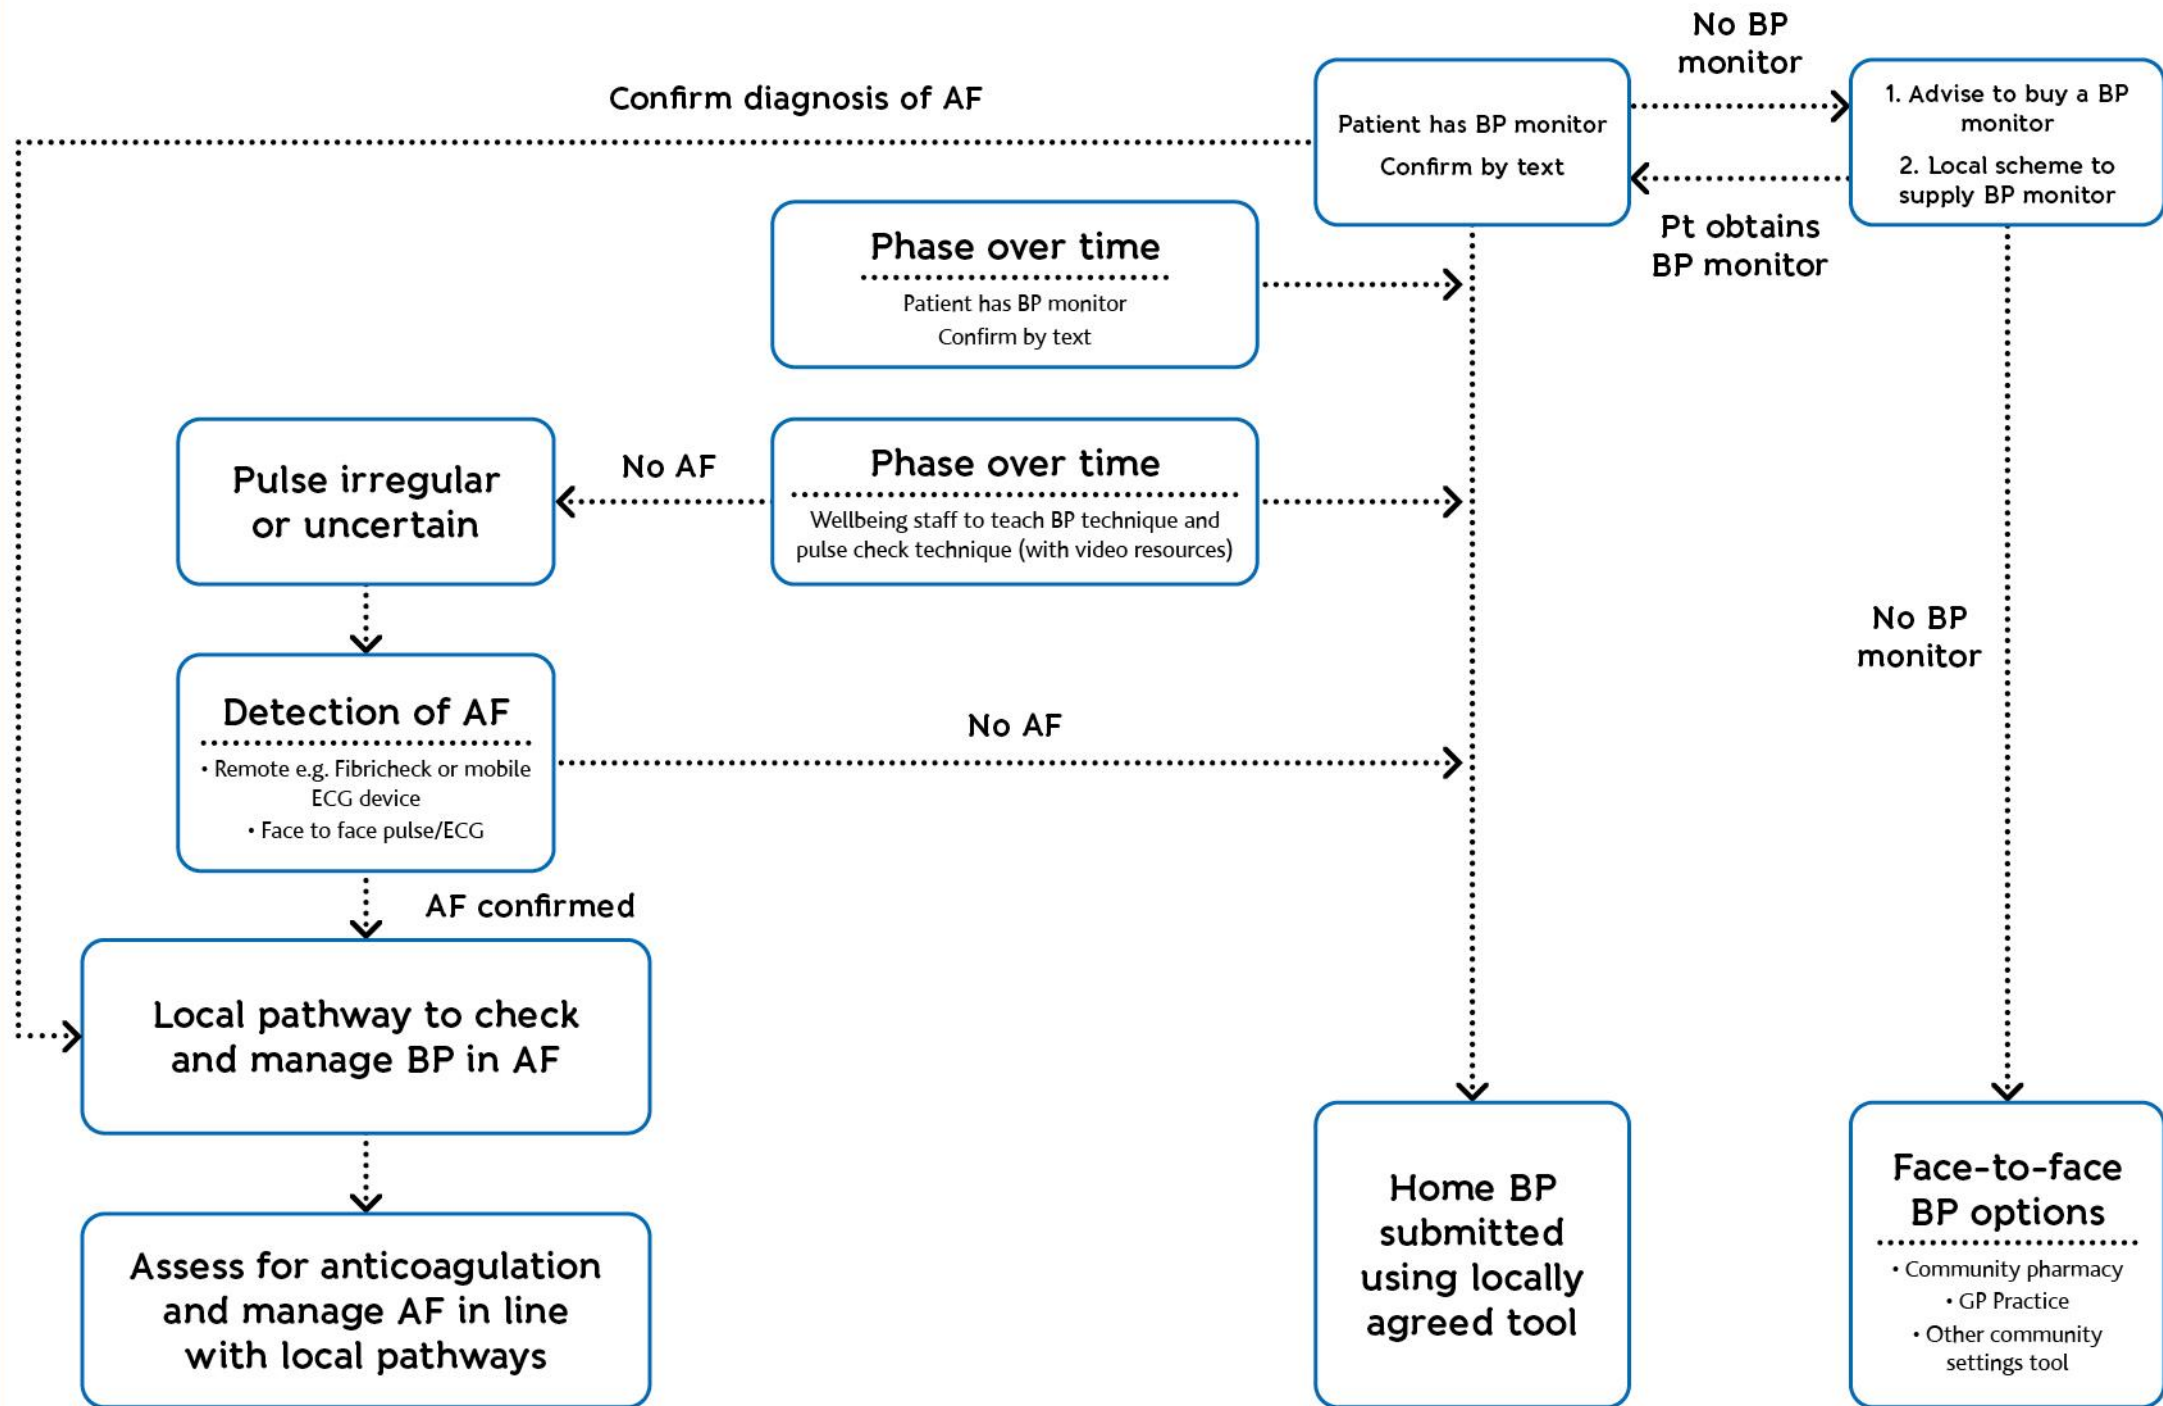 No BP
monitor
Confirm diagnosis of AF
Patient has BP monitor
Confirm by text
1. Advise to buy a BP
monitor
2. Local scheme to
supply BP monitor
Pt obtains
BP monitor
Phase over time
Patient has BP monitor
Confirm by text
Pulse irregular
or uncertain
No AF
Phase over time
Wellbeing staff to teach BP technique and
pulse check technique (with video resources)
No BP
monitor
Detection of AF
• Remote e.g. Fibricheck or mobile
ECG device
• Face to face pulse/ECG
No AF
AF confirmed
Local pathway to check
and manage BP in AF
Assess for anticoagulation
and manage AF in line
with local pathways
Home BP
submitted
using locally
agreed tool
Face-to-face
BP options
• Community pharmacy
• GP Practice
• Other community
settings tool